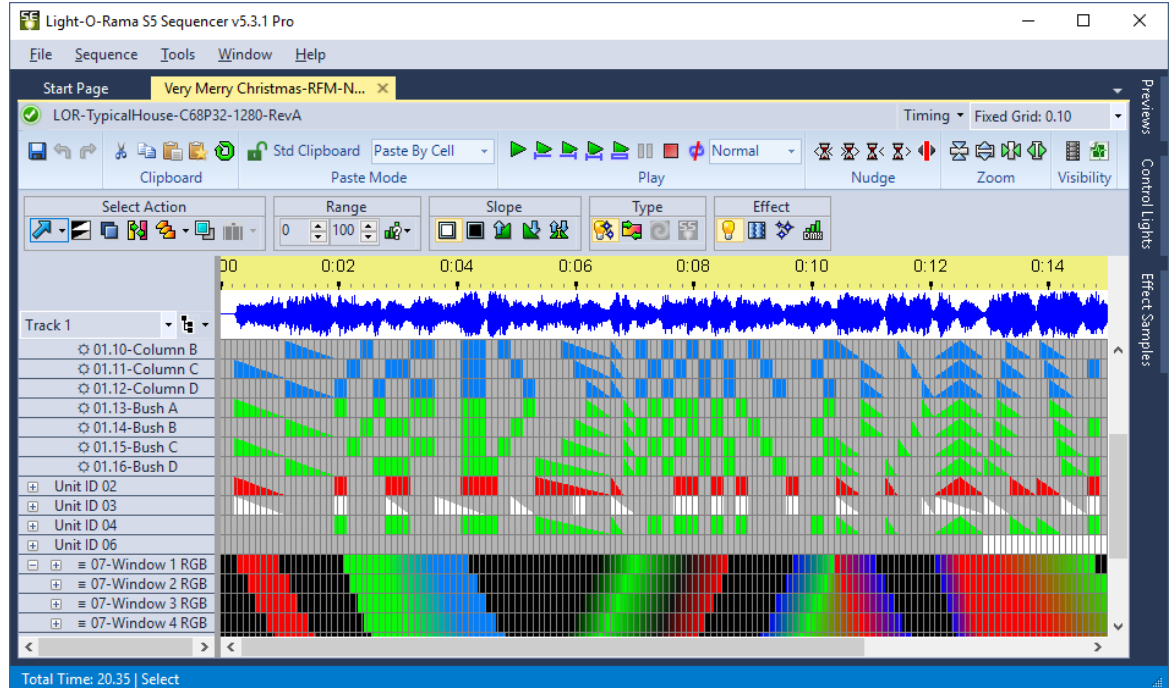 Light-O-Rama S5 Sequencer v5.3.1 Pro
File Sequence Tools Window Help
Start Page Very Merry Christmas-RFM-N...
LOR-TypicalHouse-C68P32-1280-RevA Timing Fixed Grid: 0.10
Std Clipboard Paste By Cell Normal
Clipboard Paste Mode Play Nudge Zoom Visibility
Select Action Range Slope Type Effect
0 100 DMX
00 0:02 0:04 0:06 0:08 0:10 0:12 0:14
Track 1
01.10-Column B
01.11-Column C
01.12-Column D
01.13-Bush A
01.14-Bush B
01.15-Bush C
01.16-Bush D
Unit ID 02
Unit ID 03
Unit ID 04
Unit ID 06
07-Window 1 RGB
07-Window 2 RGB
07-Window 3 RGB
07-Window 4 RGB
Previews
Control Lights
Effect Samples
Total Time: 20.35 | Select